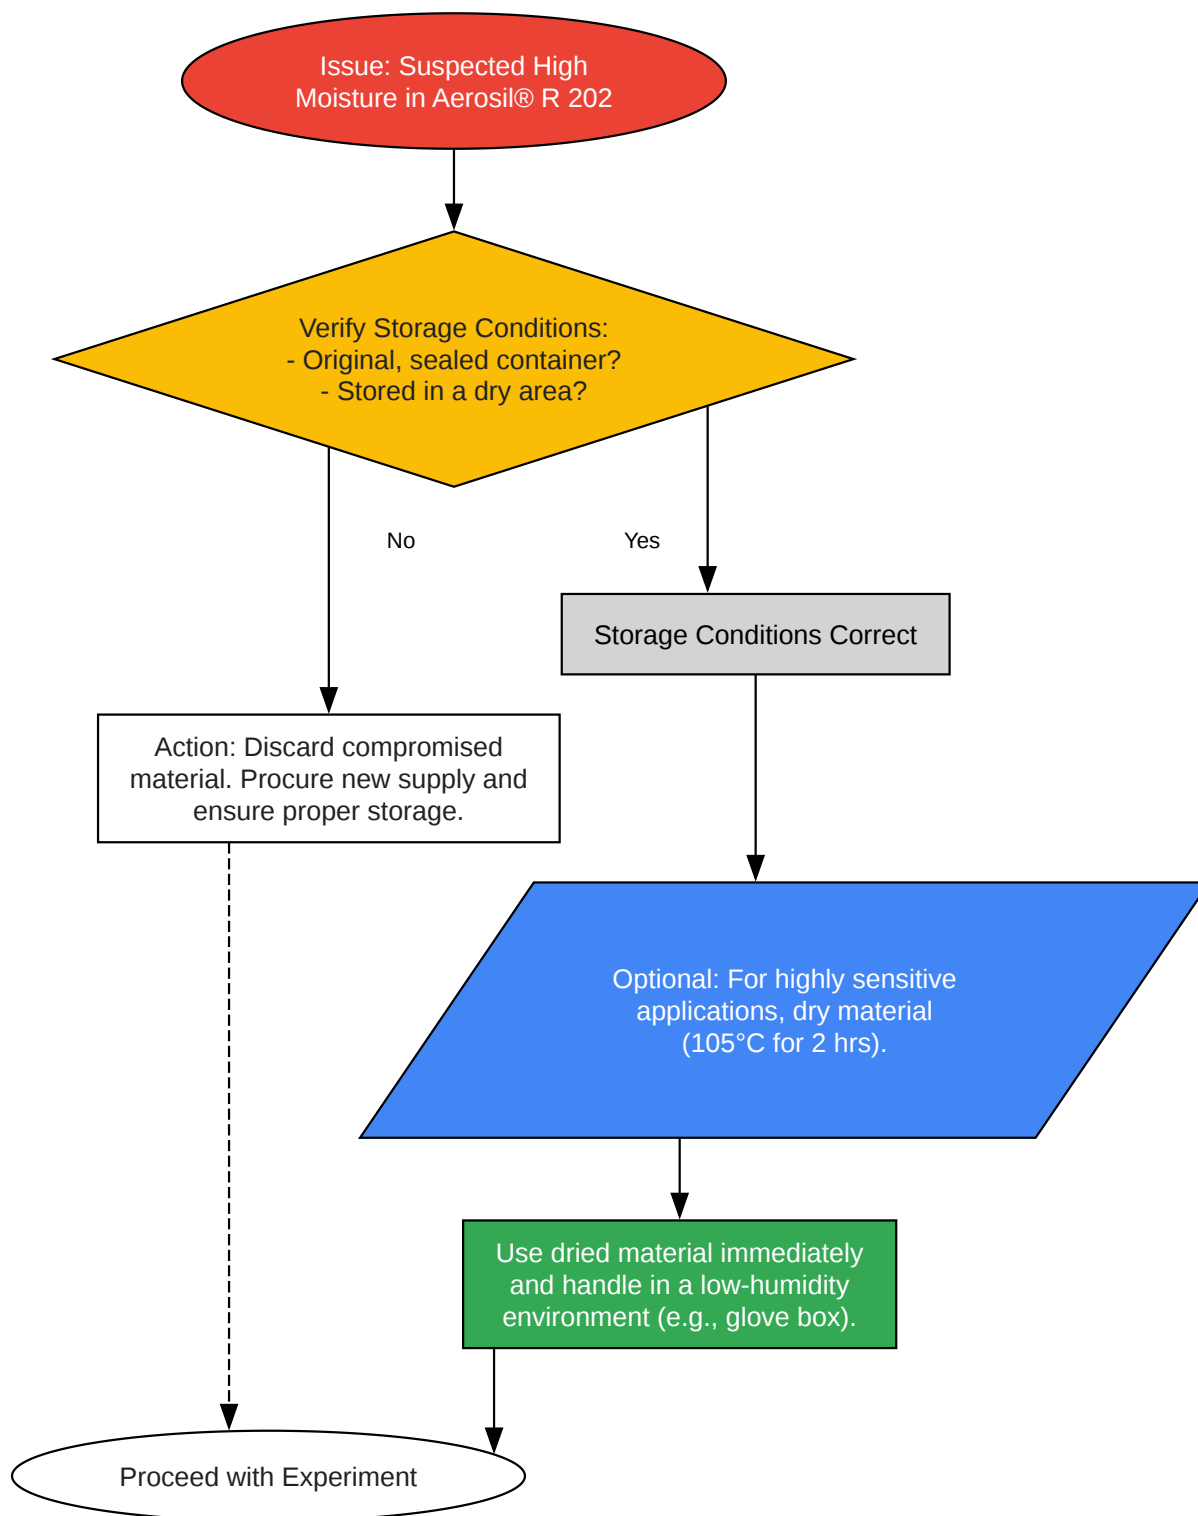 Issue: Suspected High
Moisture in Aerosil® R 202
Verify Storage Conditions:
- Original, sealed container?
- Stored in a dry area?
No
Yes
Storage Conditions Correct
Action: Discard compromised
material. Procure new supply and
ensure proper storage.
Optional: For highly sensitive
applications, dry material
(105°C for 2 hrs).
Use dried material immediately
and handle in a low-humidity
environment (e.g., glove box).
Proceed with Experiment